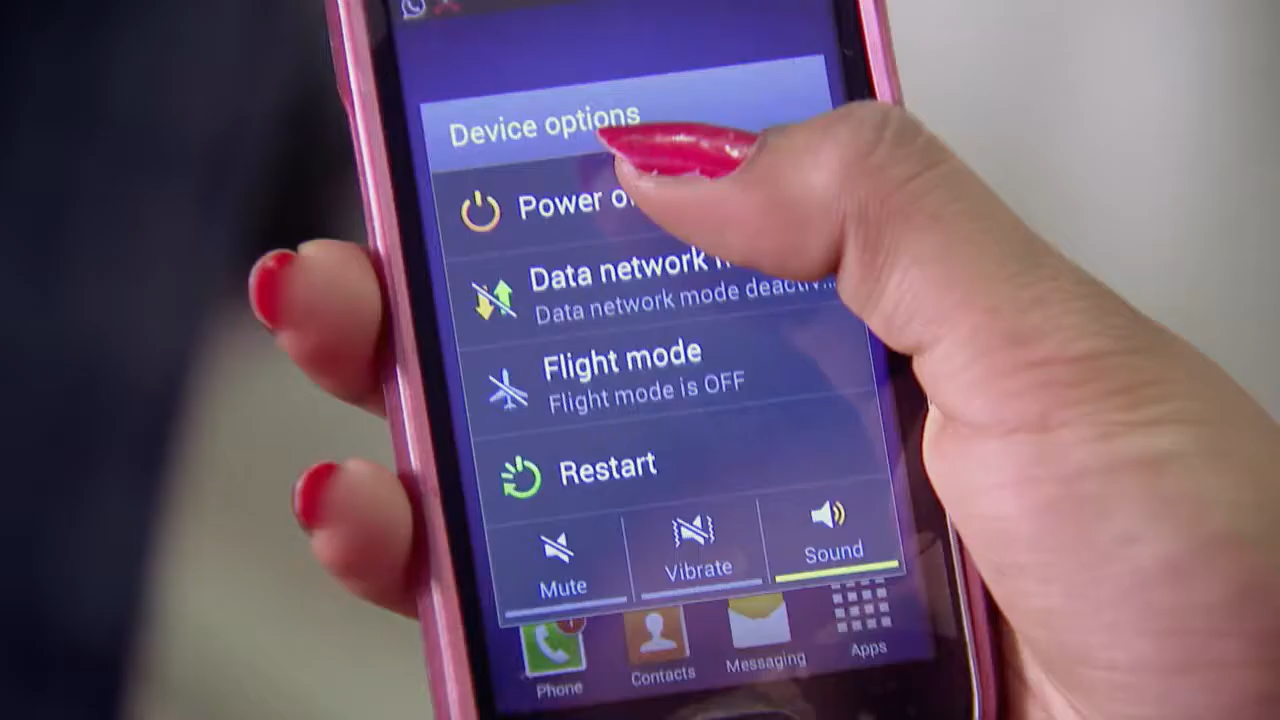 Device options
Power
Data network
Data network mode deactiv...
Flight mode
Flight mode is OFF
Restart
Mute
Vibrate
Sound
Phone
Contacts
Messaging
Apps